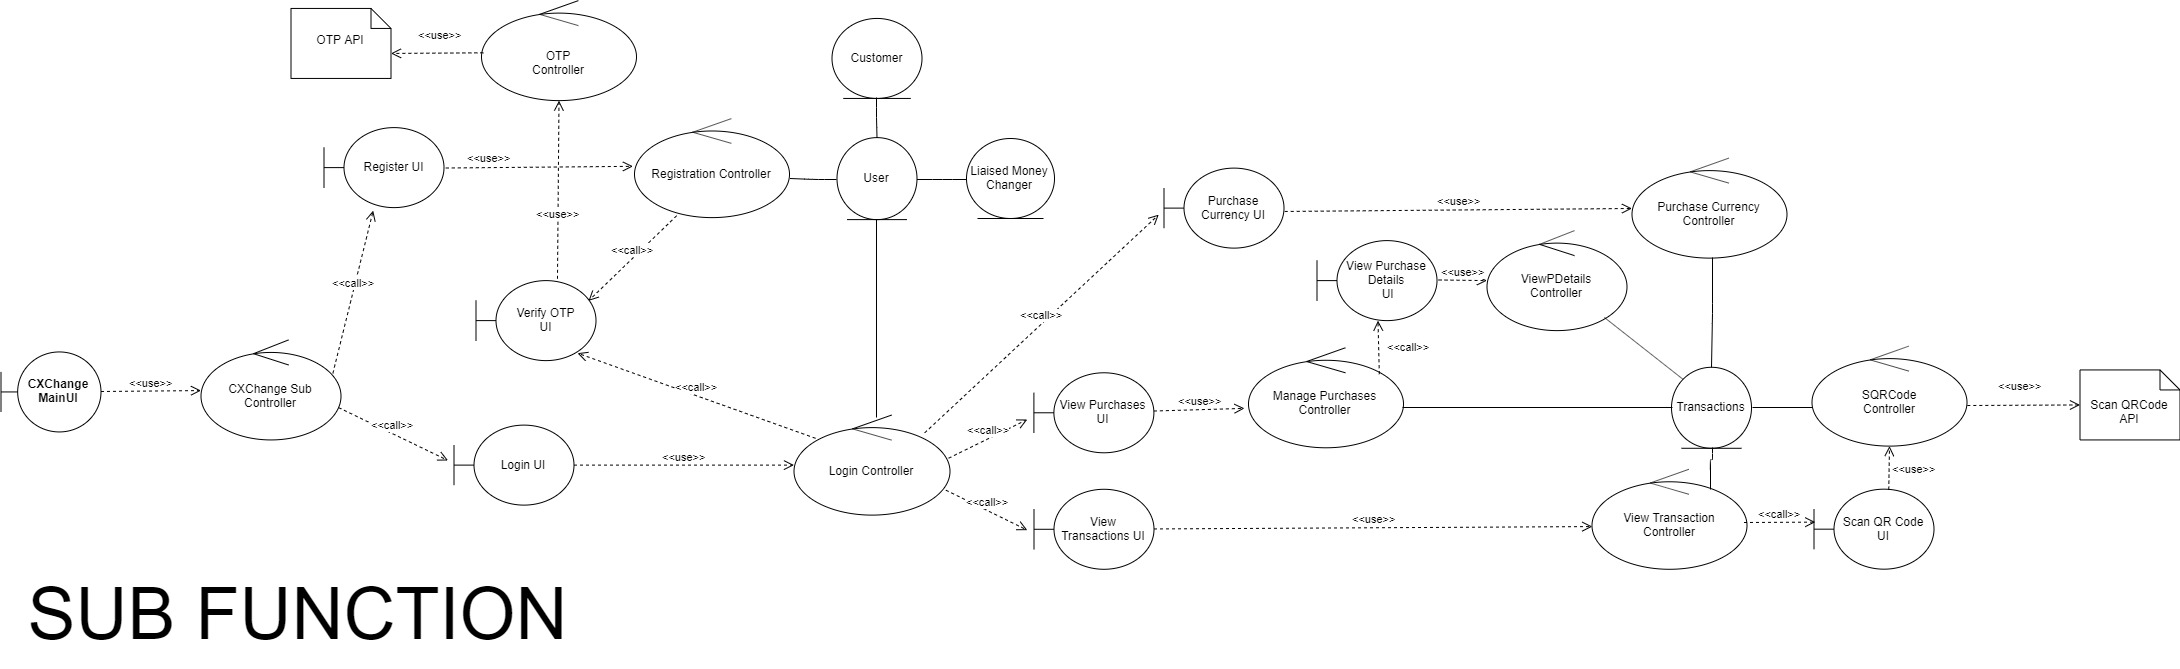 OTP API
<<use>>
OTP
Controller
Customer
Register UI
<<use>>
Registration Controller
User
Liaised Money
Changer
<<use>>
<<call>>
<<call>>
Verify OTP
UI
CXChange
MainUI
<<use>>
CXChange Sub
Controller
<<call>>
<<call>>
Login UI
<<use>>
Login Controller
<<call>>
<<call>>
<<call>>
Purchase
Currency UI
<<use>>
Purchase Currency
Controller
View Purchase
Details
UI
<<use>>
ViewPDetails
Controller
<<call>>
View Purchases
UI
<<use>>
Manage Purchases
Controller
Transactions
SQRCode
Controller
<<use>>
Scan QRCode
API
<<use>>
View
Transactions UI
<<use>>
View Transaction
Controller
<<call>>
Scan QR Code
UI
SUB FUNCTION